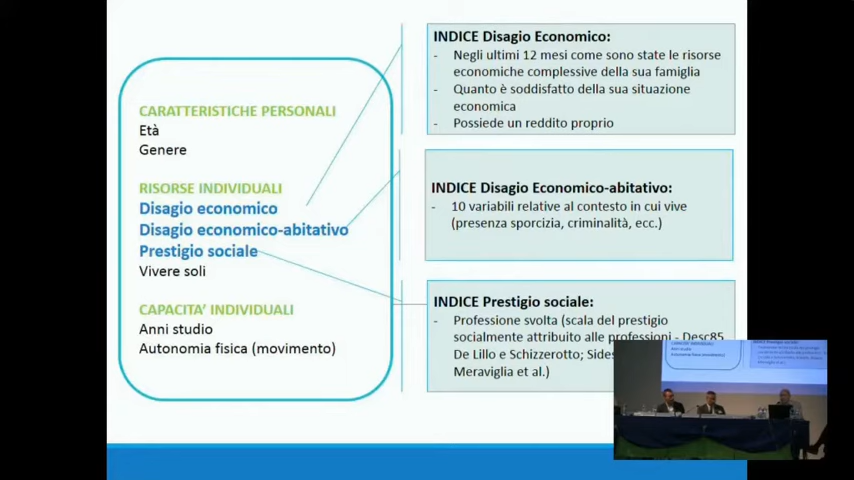 CARATTERISTICHE PERSONALI
Età
Genere
RISORSE INDIVIDUALI
Disagio economico
Disagio economico-abitativo
Prestigio sociale
Vivere soli
CAPACITA’ INDIVIDUALI
Anni studio
Autonomia fisica (movimento)
INDICE Disagio Economico:
- Negli ultimi 12 mesi come sono state le risorse
economiche complessive della sua famiglia
- Quanto è soddisfatto della sua situazione
economica
- Possiede un reddito proprio
INDICE Disagio Economico-abitativo:
- 10 variabili relative al contesto in cui vive
(presenza sporcizia, criminalità, ecc.)
INDICE Prestigio sociale:
- Professione svolta (scala del prestigio
socialmente attribuito alle professioni - Desc85
De Lillo e Schizzerotto; Sides
Meraviglia et al.)